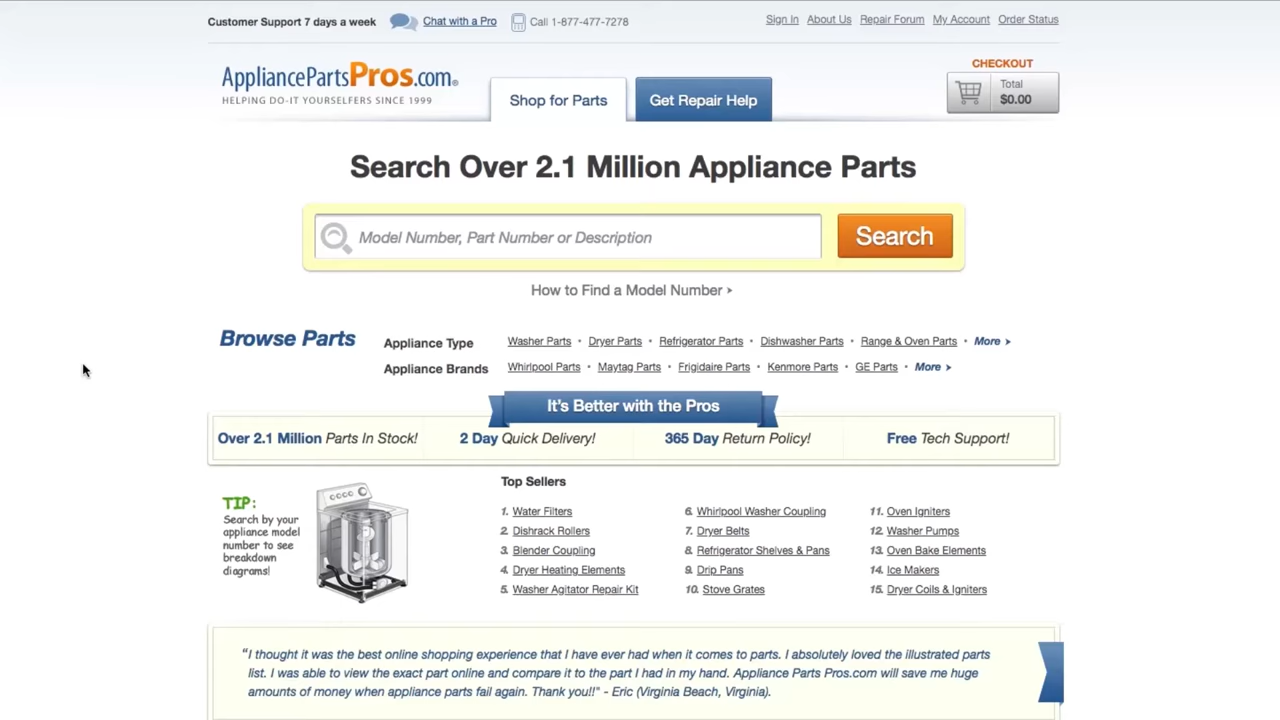 Customer Support 7 days a week Chat with a Pro Call 1-877-477-7278 Sign in About Us Repair Forum My Account Order Status
CHECKOUT
AppliancePartsPros.com®
HELPING DO-IT YOURSELFERS SINCE 1999
Shop for Parts Get Repair Help
Total
$0.00
Search Over 2.1 Million Appliance Parts
Model Number, Part Number or Description Search
How to Find a Model Number ▸
Browse Parts
Appliance Type Washer Parts • Dryer Parts • Refrigerator Parts • Dishwasher Parts • Range & Oven Parts • More ▸
Appliance Brands Whirlpool Parts • Maytag Parts • Frigidaire Parts • Kenmore Parts • GE Parts • More ▸
It's Better with the Pros
Over 2.1 Million Parts In Stock! 2 Day Quick Delivery! 365 Day Return Policy! Free Tech Support!
TIP:
Search by your
appliance model
number to see
breakdown
diagrams!
Top Sellers
1. Water Filters
2. Dishrack Rollers
3. Blender Coupling
4. Dryer Heating Elements
5. Washer Agitator Repair Kit
6. Whirlpool Washer Coupling
7. Dryer Belts
8. Refrigerator Shelves & Pans
9. Drip Pans
10. Stove Grates
11. Oven Igniters
12. Washer Pumps
13. Oven Bake Elements
14. Ice Makers
15. Dryer Coils & Igniters
“I thought it was the best online shopping experience that I have ever had when it comes to parts. I absolutely loved the illustrated parts
list. I was able to view the exact part online and compare it to the part I had in my hand. Appliance Parts Pros.com will save me huge
amounts of money when appliance parts fail again. Thank you!!" - Eric (Virginia Beach, Virginia).